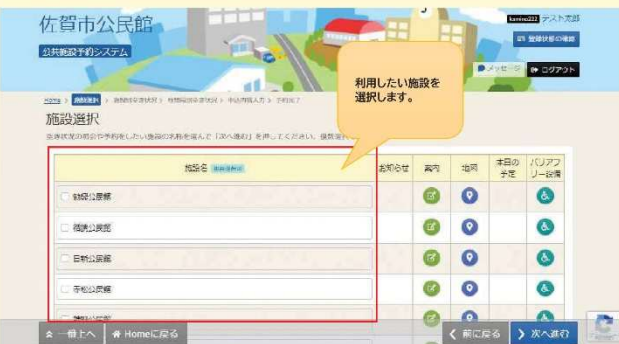 佐賀市公民館
公共施設予約システム
kamino222 テスト太郎
登録状態の確認
メッセージ
ログアウト
利用したい施設を
選択します。
Home > 施設選択 >
施設選択
施設名
お知らせ
案内
地図
本日の
予定
バリアフ
リー設備
勧興公民館
循誘公民館
日新公民館
赤松公民館
一番上へ
Homeに戻る
前に戻る
次へ進む